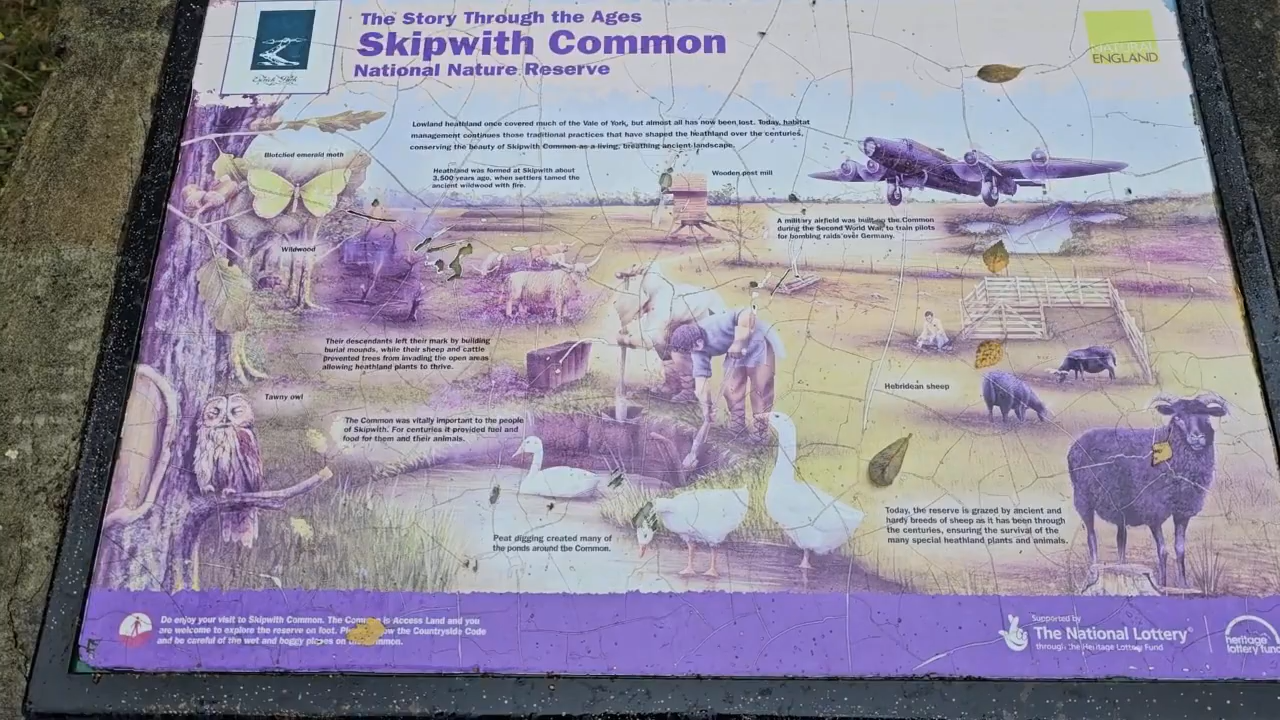 The Story Through the Ages
Skipwith Common
National Nature Reserve
NATURAL
ENGLAND
Lowland heathland once covered much of the Vale of York, but almost all has now been lost. Today, habitat
management continues those traditional practices that have shaped the heathland over the centuries,
conserving the beauty of Skipwith Common as a living, breathing ancient landscape.
Blotched emerald moth
Heathland was formed at Skipwith about
3,500 years ago, when settlers tamed the
ancient wildwood with fire.
Wooden post mill
A military airfield was built on the Common
during the Second World War, to train pilots
for bombing raids over Germany.
Wildwood
Their descendants left their mark by building
burial mounds, while their sheep and cattle
prevented trees from invading the open areas
allowing heathland plants to thrive.
Hebridean sheep
Tawny owl
The Common was vitally important to the people
of Skipwith. For centuries it provided fuel and
food for them and their animals.
Today, the reserve is grazed by ancient and
hardy breeds of sheep as it has been through
the centuries, ensuring the survival of the
many special heathland plants and animals.
Peat digging created many of
the ponds around the Common.
Do enjoy your visit to Skipwith Common. The Common is Access Land and you
are welcome to explore the reserve on foot. the Countryside Code
and be careful of the wet and boggy places on
Supported by
The National Lottery
through the Heritage Lottery Fund
heritage
lottery fund